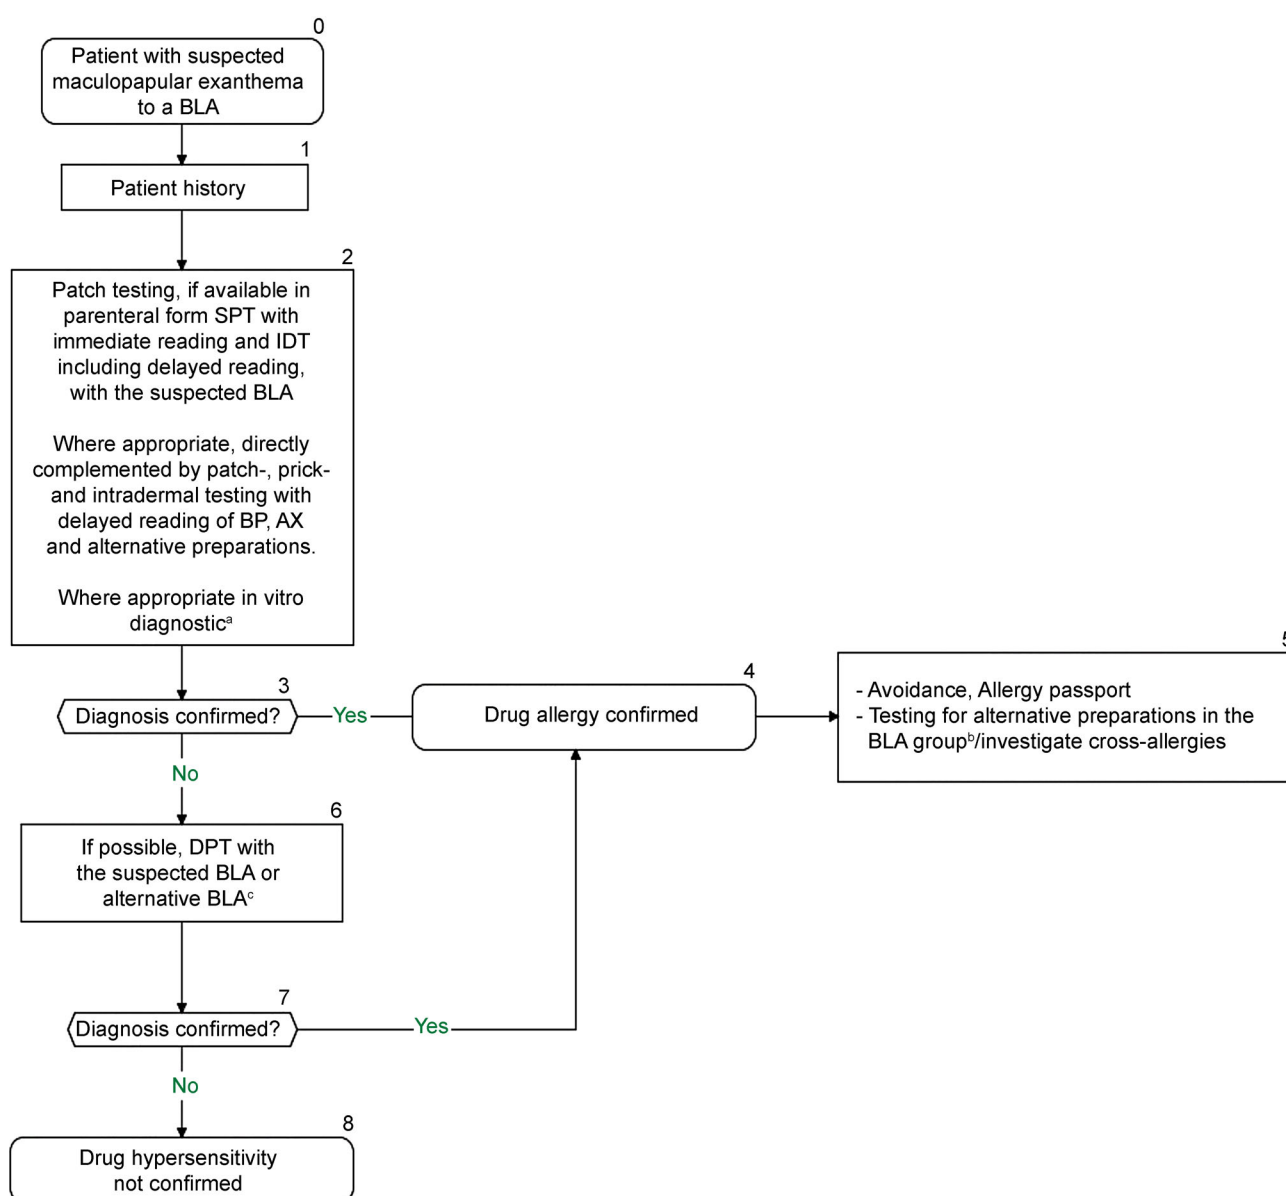 0
Patient with suspected
maculopapular exanthema
to a BLA
1
Patient history
2
Patch testing, if available in
parenteral form SPT with
immediate reading and IDT
including delayed reading,
with the suspected BLA
Where appropriate, directly
complemented by patch-, prick-
and intradermal testing with
delayed reading of BP, AX
and alternative preparations.
Where appropriate in vitro
diagnosticᵃ
3
Diagnosis confirmed?
Yes
4
Drug allergy confirmed
5
- Avoidance, Allergy passport
- Testing for alternative preparations in the
BLA groupᵇ/investigate cross-allergies
No
6
If possible, DPT with
the suspected BLA or
alternative BLAᶜ
7
Diagnosis confirmed?
Yes
No
8
Drug hypersensitivity
not confirmed